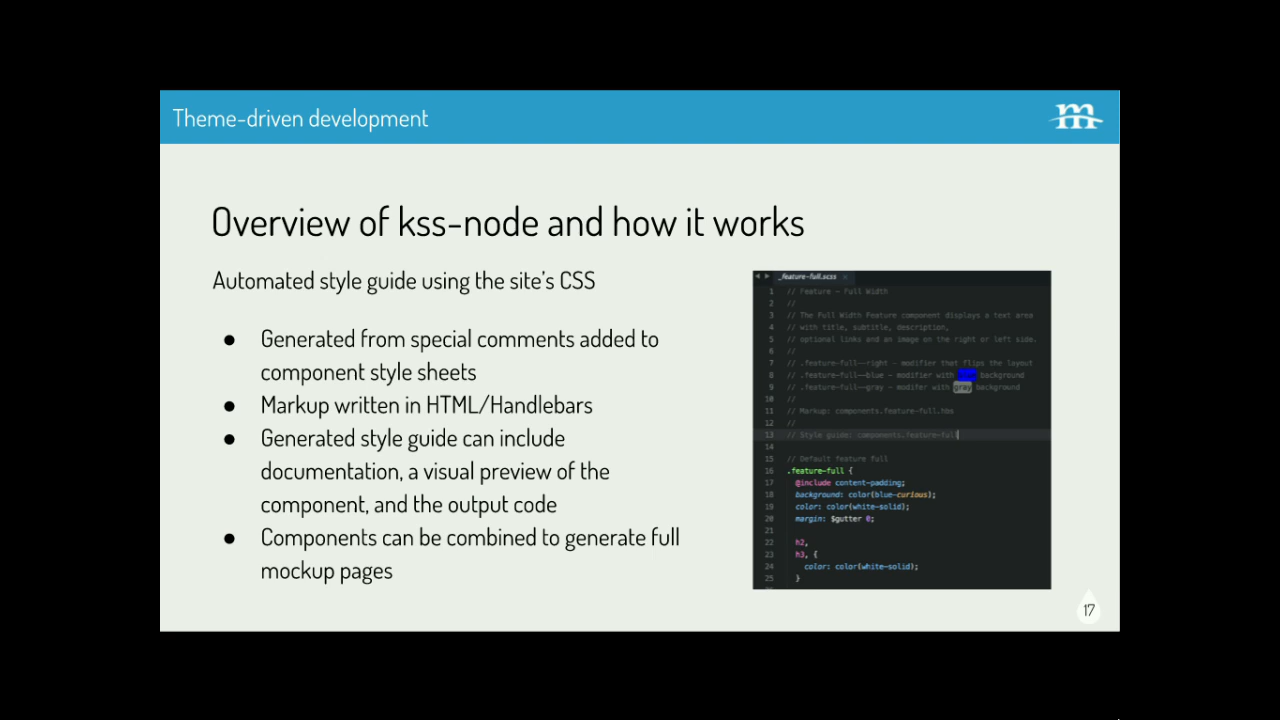 Theme-driven development
m
Overview of kss-node and how it works
Automated style guide using the site's CSS
● Generated from special comments added to
component style sheets
● Markup written in HTML/Handlebars
● Generated style guide can include
documentation, a visual preview of the
component, and the output code
● Components can be combined to generate full
mockup pages
_feature-full.scss ×
1 // Feature - Full Width
2 //
3 // The Full Width Feature component displays a text area
4 // with title, subtitle, description,
5 // optional links and an image on the right or left side.
6 //
7 // .feature-full--right - modifier that flips the layout
8 // .feature-full--blue - modifier with blue background
9 // .feature-full--gray - modifer with gray background
10 //
11 // Markup: components.feature-full.hbs
12 //
13 // Style guide: components.feature-full
14
15 // Default feature full
16 .feature-full {
17 @include content-padding;
18 background: color(blue-curious);
19 color: color(white-solid);
20 margin: $gutter 0;
21
22 h2,
23 h3, {
24 color: color(white-solid);
25 }
17